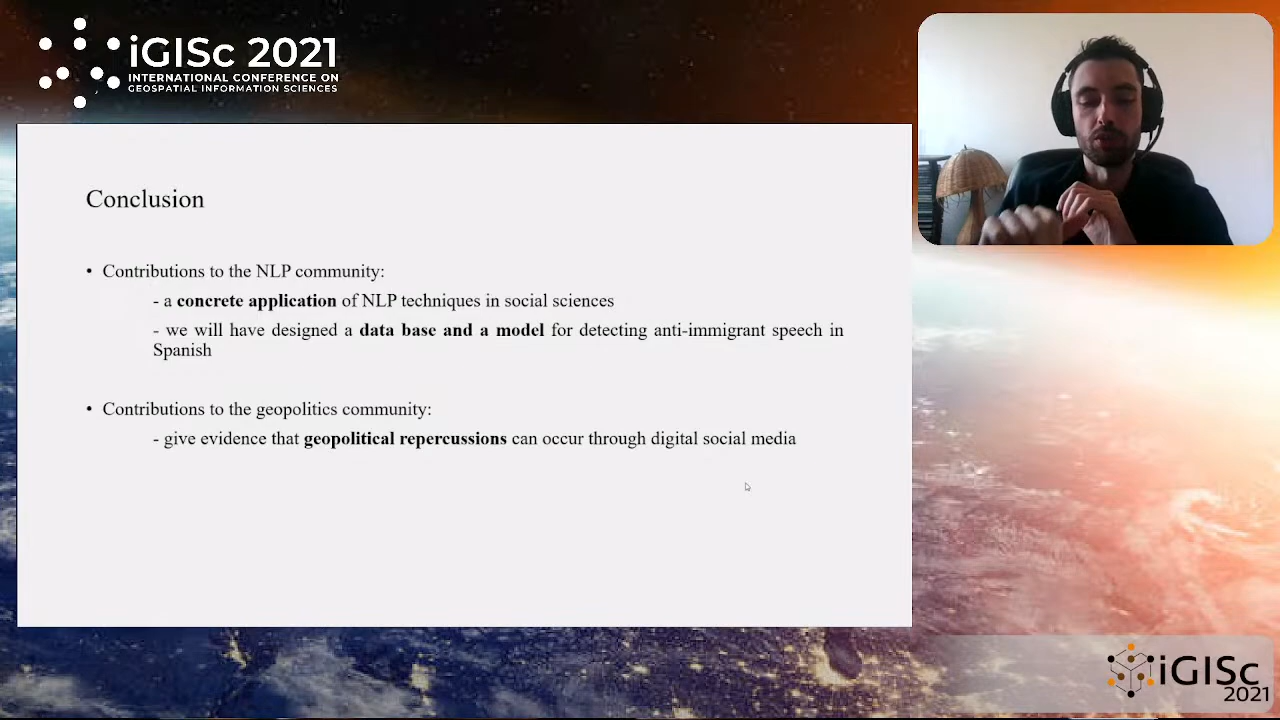 iGISc 2021
INTERNATIONAL CONFERENCE ON
GEOSPATIAL INFORMATION SCIENCES
Conclusion
• Contributions to the NLP community:
- a concrete application of NLP techniques in social sciences
- we will have designed a data base and a model for detecting anti-immigrant speech in
Spanish
• Contributions to the geopolitics community:
- give evidence that geopolitical repercussions can occur through digital social media
iGISc
2021